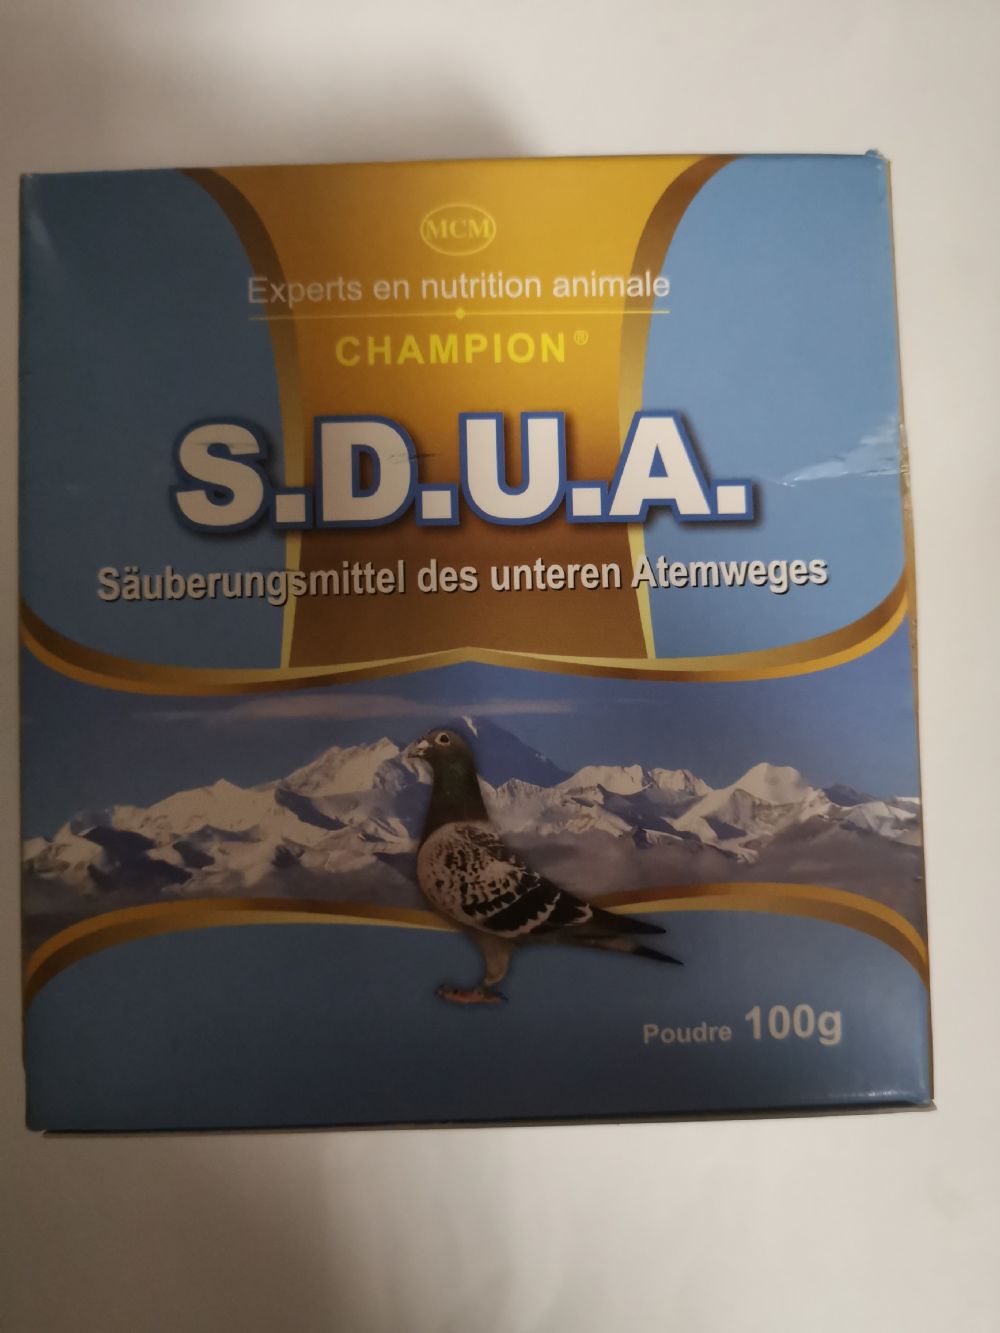 MCM
Experts en nutrition animale
CHAMPION®
S.D.U.A.
Säuberungsmittel des unteren Atemweges
Poudre 100g